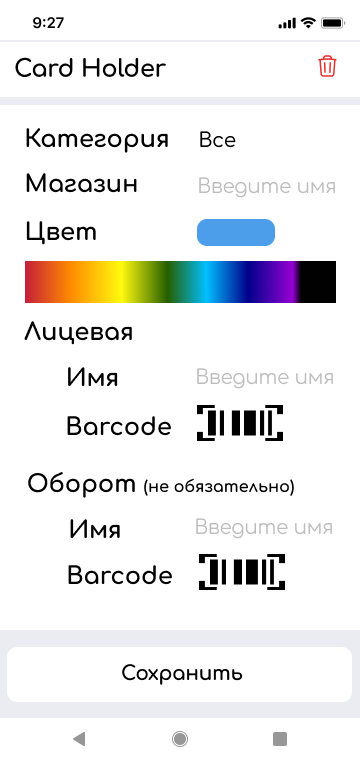 9:27
Card Holder
Категория Все
Магазин Введите имя
Цвет
Лицевая
Имя Введите имя
Barcode
Оборот (не обязательно)
Имя Введите имя
Barcode
Сохранить